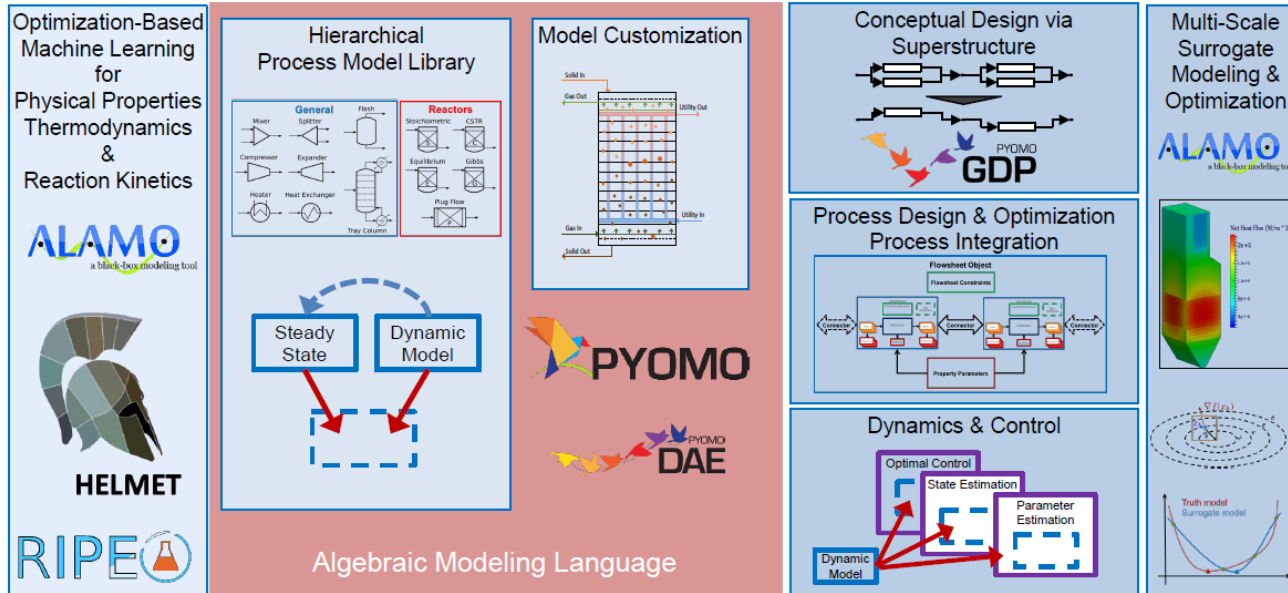 Optimization-Based
Machine Learning
for
Physical Properties
Thermodynamics
&
Reaction Kinetics
ALAMO
a black-box modeling tool
HELMET
RIPE
Hierarchical
Process Model Library
General
Mixer
Splitter
Flash
Compressor
Expander
Heater
Heat Exchanger
Tray Column
Reactors
Stoichiometric
CSTR
Equilibrium
Gibbs
Plug Flow
Steady
State
Dynamic
Model
Model Customization
Solid In
Gas Out
Utility Out
Utility In
Gas In
Solid Out
PYOMO
PYOMO
DAE
Algebraic Modeling Language
Conceptual Design via
Superstructure
PYOMO
GDP
Process Design & Optimization
Process Integration
Flowsheet Object
Flowsheet Constraints
Connector
Connector
Connector
Property Parameters
Dynamics & Control
Optimal Control
State Estimation
Parameter
Estimation
Dynamic
Model
Multi-Scale
Surrogate
Modeling &
Optimization
ALAMO
a black-box modeling tool
Net Heat Flux
Truth model
Surrogate model